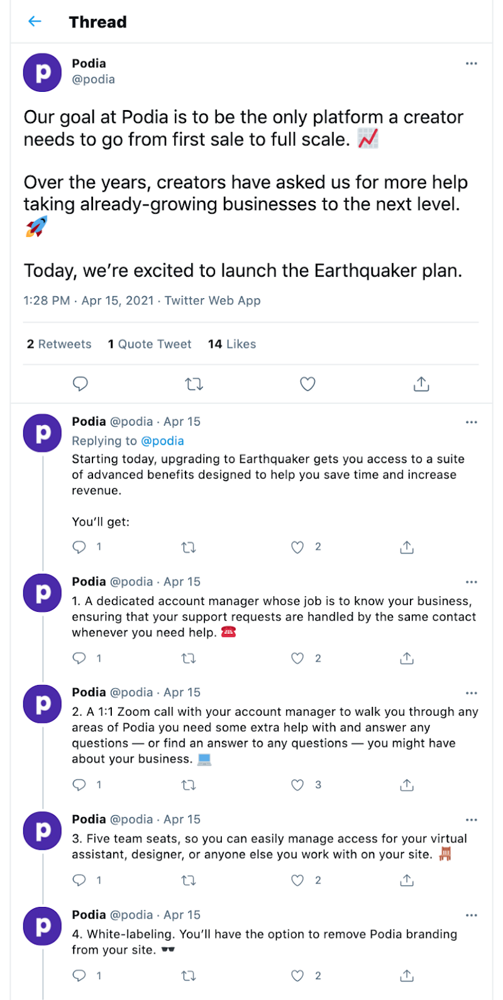 Thread
Podia
@podia
Our goal at Podia is to be the only platform a creator
needs to go from first sale to full scale. 📈
Over the years, creators have asked us for more help
taking already-growing businesses to the next level.
🚀
Today, we’re excited to launch the Earthquaker plan.
1:28 PM · Apr 15, 2021 · Twitter Web App
2 Retweets 1 Quote Tweet 14 Likes
Podia @podia · Apr 15
Replying to @podia
Starting today, upgrading to Earthquaker gets you access to a suite
of advanced benefits designed to help you save time and increase
revenue.
You’ll get:
1 2
Podia @podia · Apr 15
1. A dedicated account manager whose job is to know your business,
ensuring that your support requests are handled by the same contact
whenever you need help. ☎️
1 2
Podia @podia · Apr 15
2. A 1:1 Zoom call with your account manager to walk you through any
areas of Podia you need some extra help with and answer any
questions — or find an answer to any questions — you might have
about your business. 💻
1 3
Podia @podia · Apr 15
3. Five team seats, so you can easily manage access for your virtual
assistant, designer, or anyone else you work with on your site. 🪑
1 2
Podia @podia · Apr 15
4. White-labeling. You’ll have the option to remove Podia branding
from your site. 🕶️
1 2